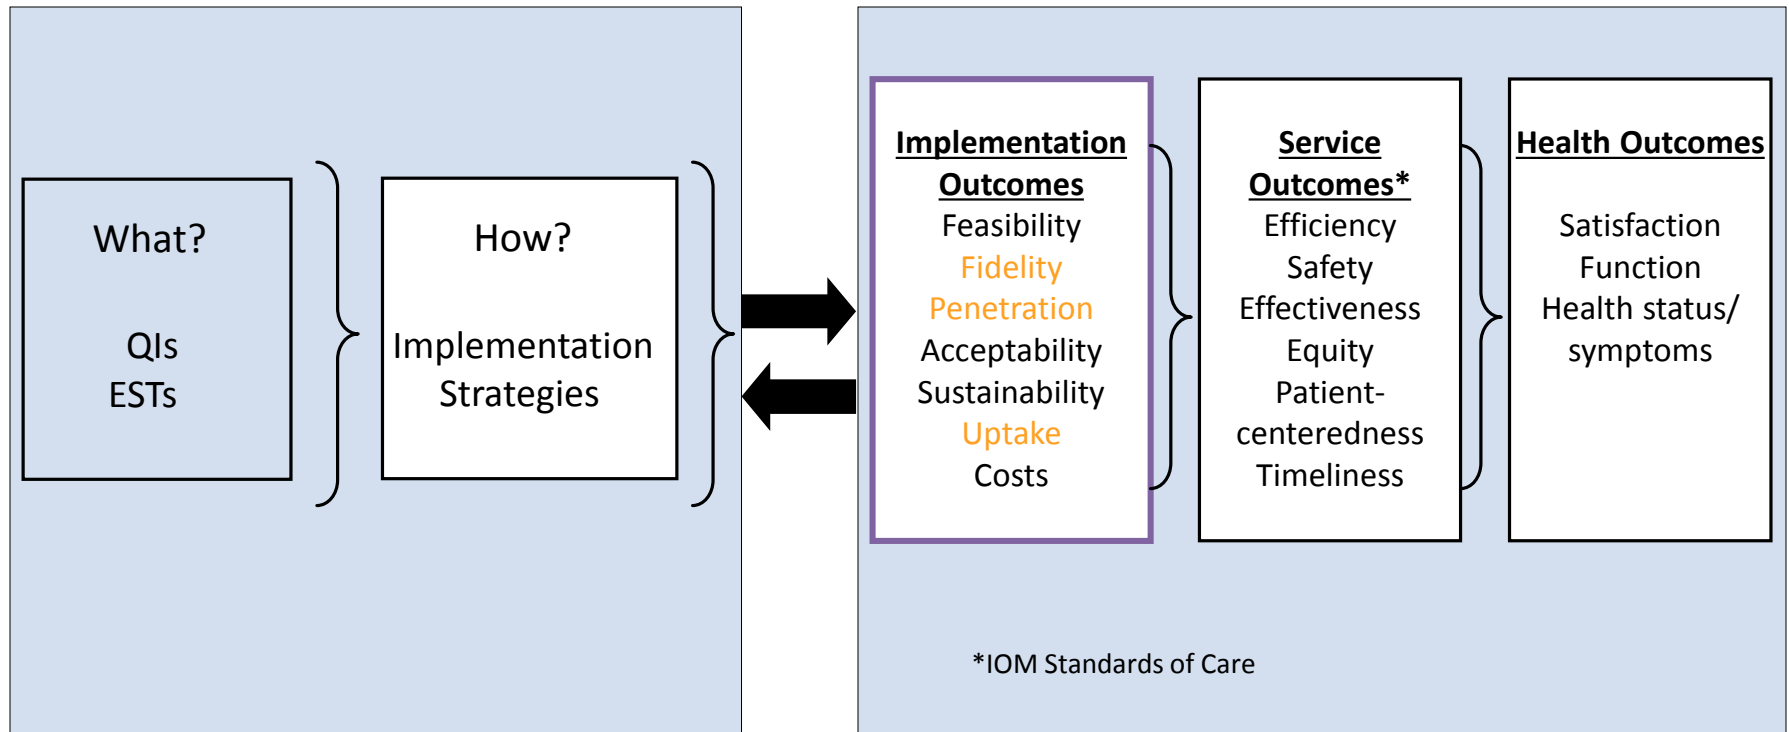 What?
QIs
ESTs
How?
Implementation
Strategies
Implementation
Outcomes
Feasibility
Fidelity
Penetration
Acceptability
Sustainability
Uptake
Costs
Service
Outcomes*
Efficiency
Safety
Effectiveness
Equity
Patient-
centeredness
Timeliness
Health Outcomes
Satisfaction
Function
Health status/
symptoms
*IOM Standards of Care